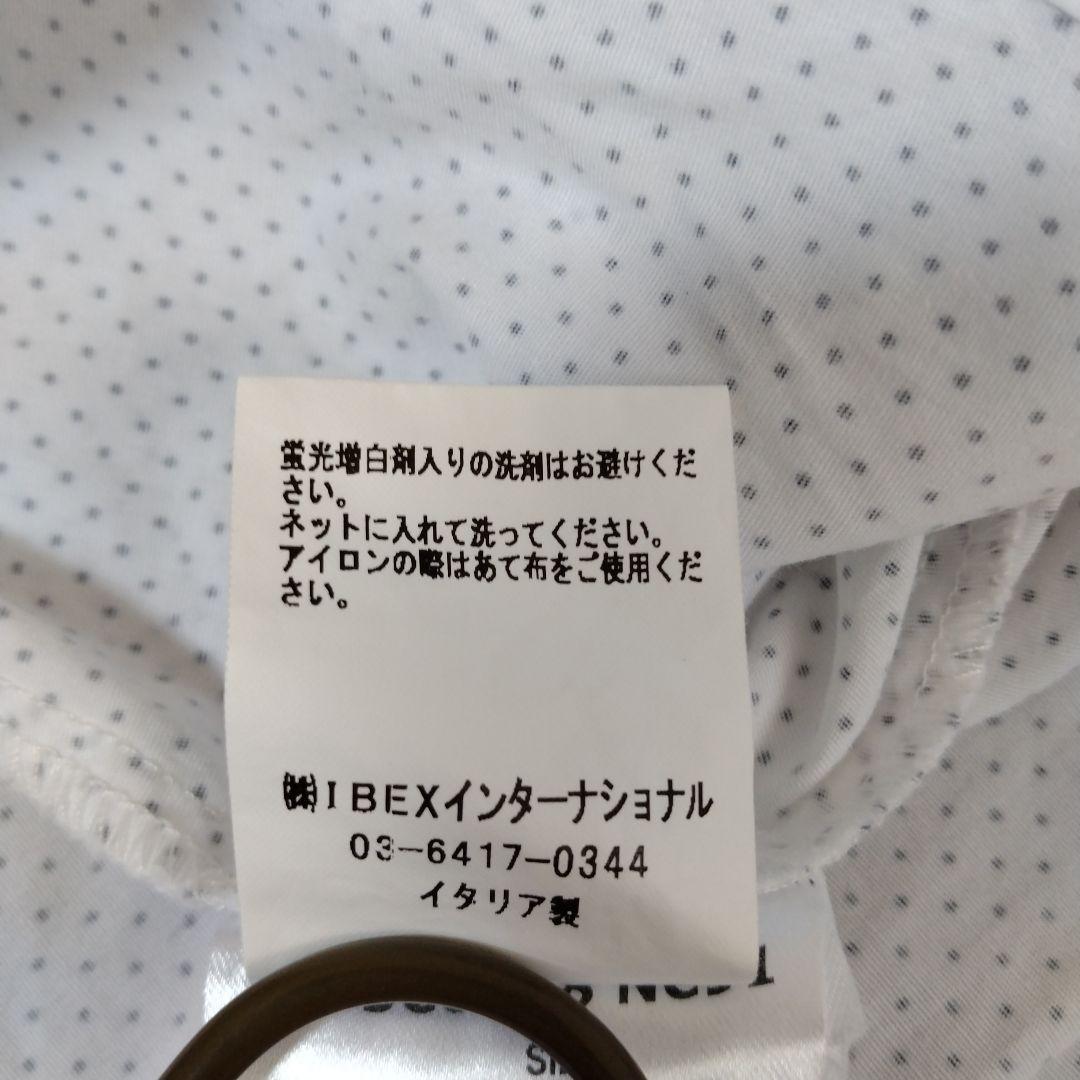 蛍光増白剤入りの洗剤はお避けくだ
さい。
ネットに入れて洗ってください。
アイロンの際はあて布をご使用くだ
さい。
㈱IBEXインターナショナル
03-6417-0344
イタリア製